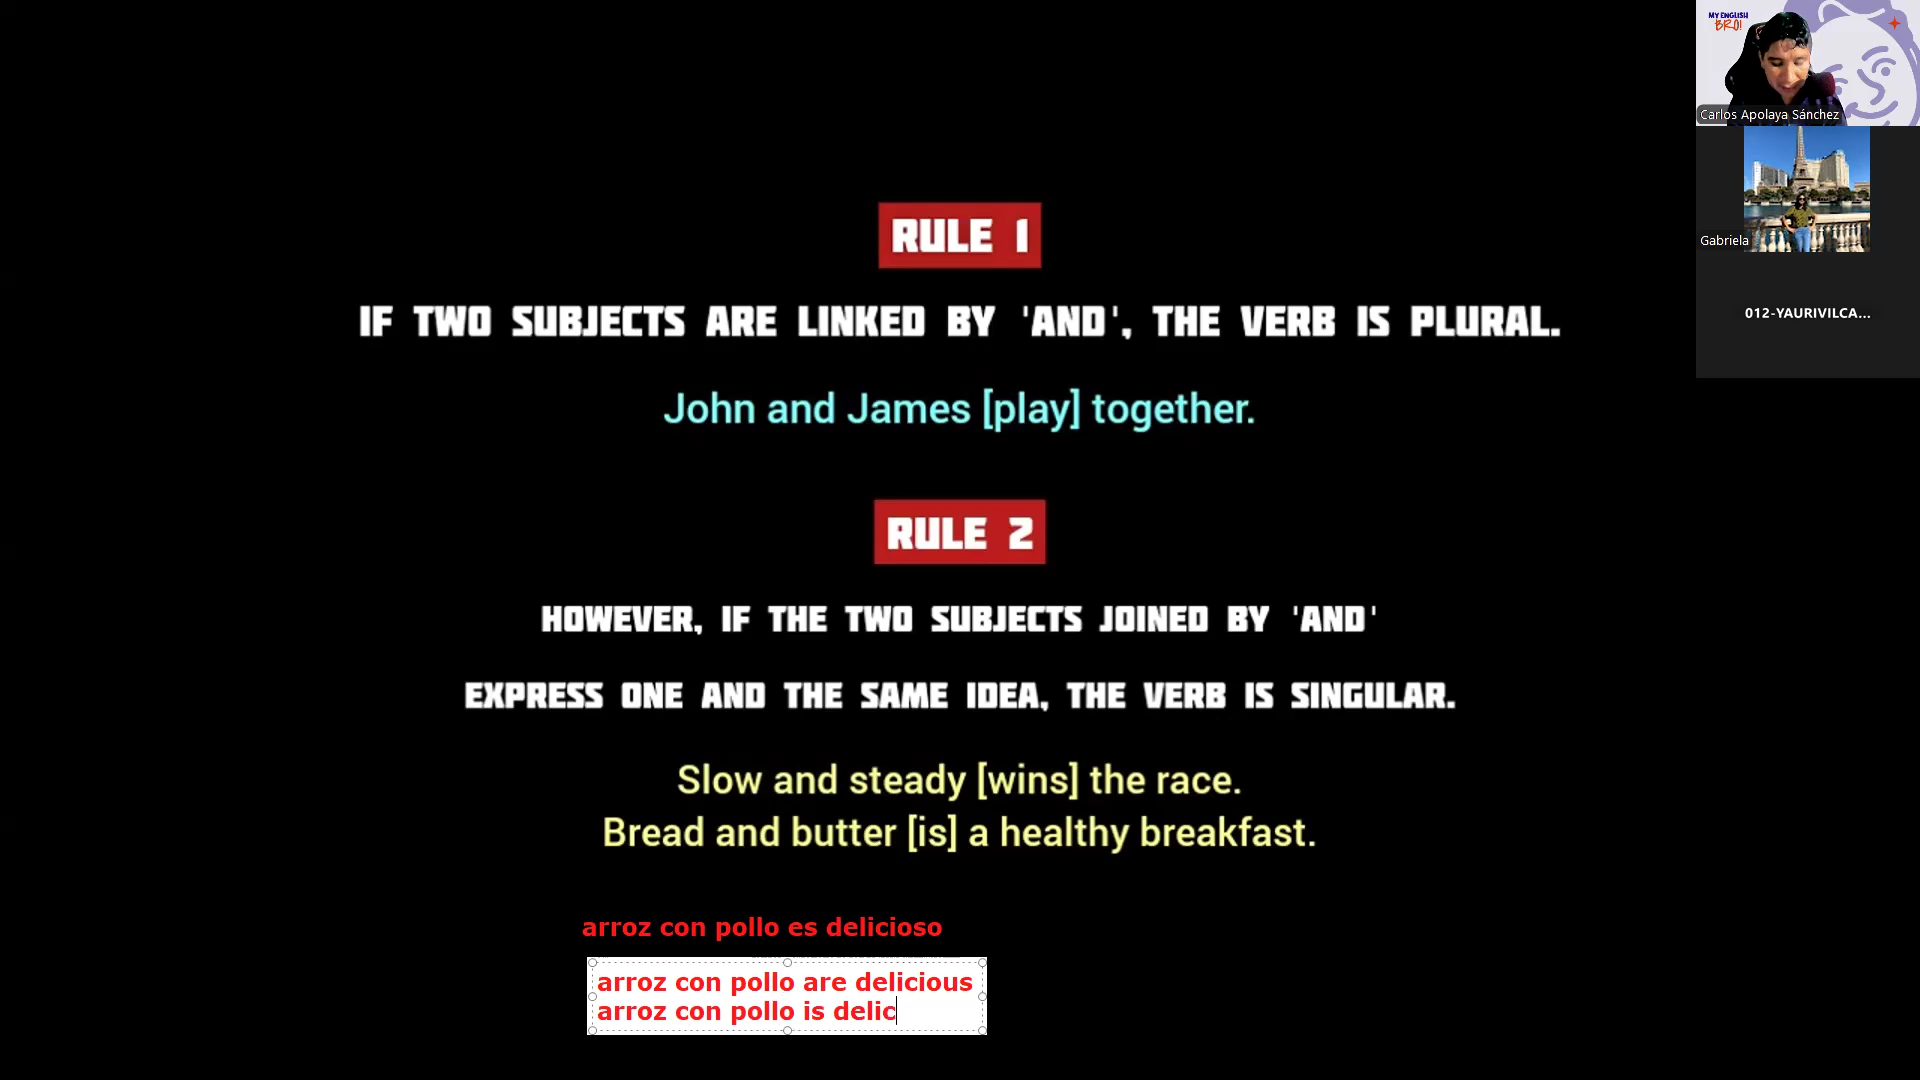 RULE 1
IF TWO SUBJECTS ARE LINKED BY 'AND', THE VERB IS PLURAL.
John and James [play] together.
RULE 2
HOWEVER, IF THE TWO SUBJECTS JOINED BY 'AND'
EXPRESS ONE AND THE SAME IDEA, THE VERB IS SINGULAR.
Slow and steady [wins] the race.
Bread and butter [is] a healthy breakfast.
arroz con pollo es delicioso
arroz con pollo are delicious
arroz con pollo is delic
MY ENGLISH
BRO!
Carlos Apolaya Sánchez
Gabriela
012-YAURIVILCA...